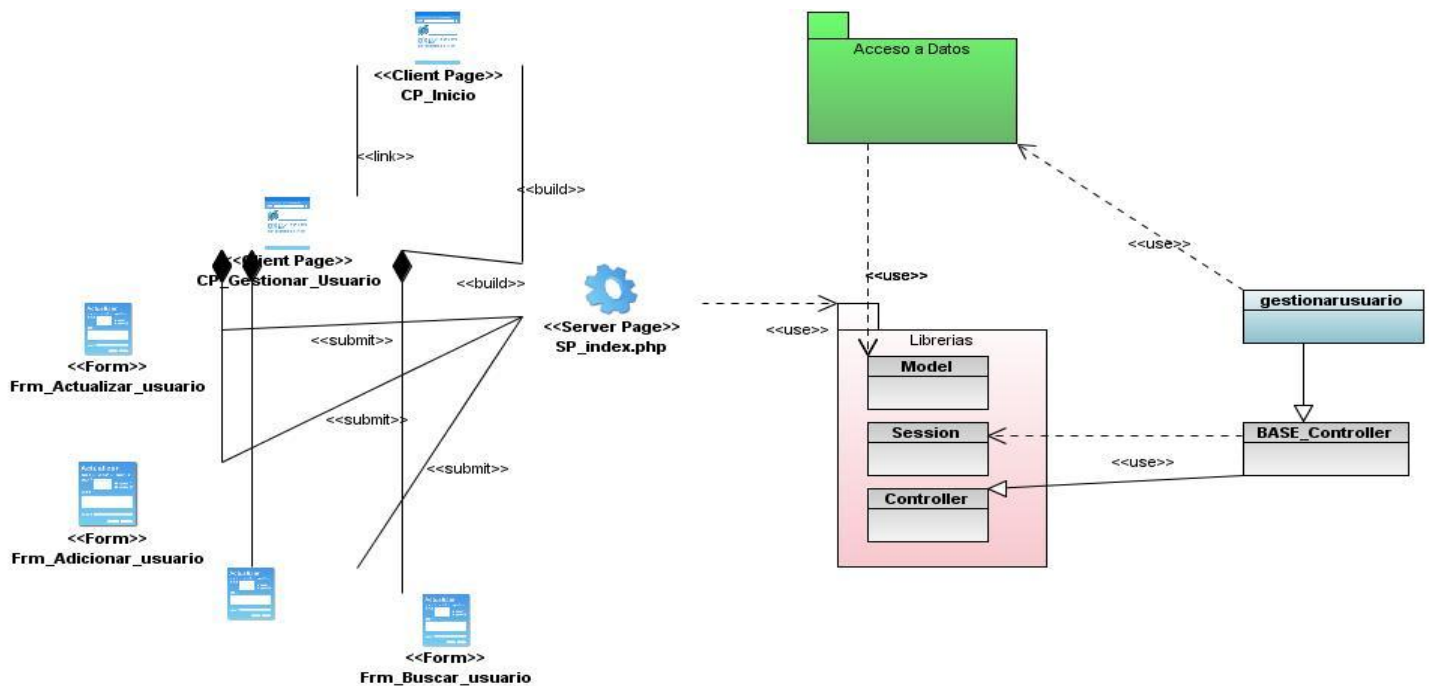 <<Client Page>>
CP_Inicio
<<link>>
<<build>>
<<Client Page>>
CP_Gestionar_Usuario
<<build>>
<<Form>>
Frm_Actualizar_usuario
<<submit>>
<<submit>>
<<submit>>
<<Form>>
Frm_Adicionar_usuario
<<Form>>
Frm_Buscar_usuario
<<Server Page>>
SP_index.php
<<use>>
Acceso a Datos
<<use>>
<<use>>
gestionarusuario
Librerias
Model
Session
Controller
BASE_Controller
<<use>>